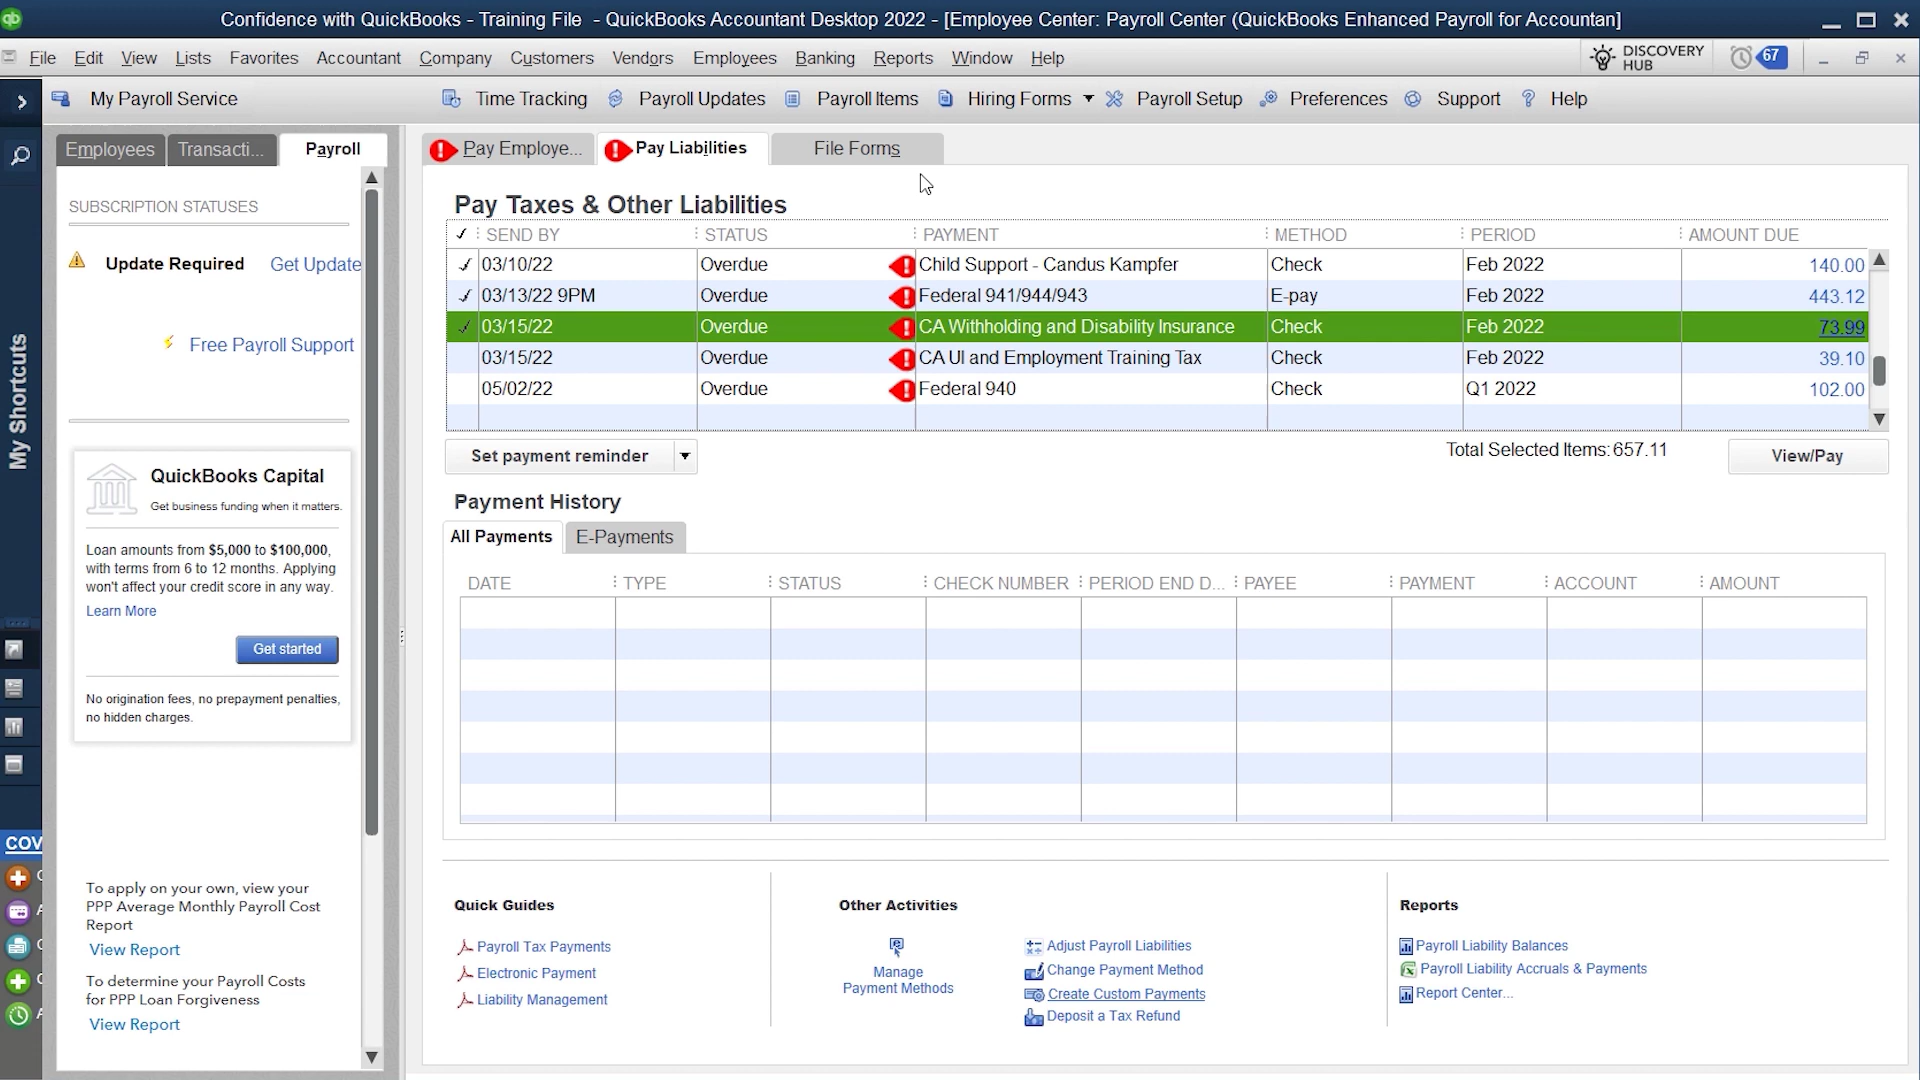 Confidence with QuickBooks - Training File - QuickBooks Accountant Desktop 2022 - [Employee Center: Payroll Center (QuickBooks Enhanced Payroll for Accountan]
File Edit View Lists Favorites Accountant Company Customers Vendors Employees Banking Reports Window Help
DISCOVERY
HUB
67
My Payroll Service
Time Tracking Payroll Updates Payroll Items Hiring Forms Payroll Setup Preferences Support Help
Employees Transacti... Payroll
Pay Employe... Pay Liabilities File Forms
My Shortcuts
COV
SUBSCRIPTION STATUSES
Update Required Get Update
Free Payroll Support
QuickBooks Capital
Get business funding when it matters.
Loan amounts from $5,000 to $100,000,
with terms from 6 to 12 months. Applying
won't affect your credit score in any way.
Learn More
Get started
No origination fees, no prepayment penalties,
no hidden charges.
To apply on your own, view your
PPP Average Monthly Payroll Cost
Report
View Report
To determine your Payroll Costs
for PPP Loan Forgiveness
View Report
Pay Taxes & Other Liabilities
✓ SEND BY STATUS PAYMENT METHOD PERIOD AMOUNT DUE
✓ 03/10/22 Overdue Child Support - Candus Kampfer Check Feb 2022 140.00
✓ 03/13/22 9PM Overdue Federal 941/944/943 E-pay Feb 2022 443.12
✓ 03/15/22 Overdue CA Withholding and Disability Insurance Check Feb 2022 73.99
03/15/22 Overdue CA UI and Employment Training Tax Check Feb 2022 39.10
05/02/22 Overdue Federal 940 Check Q1 2022 102.00
Set payment reminder
Total Selected Items: 657.11
View/Pay
Payment History
All Payments E-Payments
DATE TYPE STATUS CHECK NUMBER PERIOD END D... PAYEE PAYMENT ACCOUNT AMOUNT
Quick Guides
Payroll Tax Payments
Electronic Payment
Liability Management
Other Activities
Manage
Payment Methods
Adjust Payroll Liabilities
Change Payment Method
Create Custom Payments
Deposit a Tax Refund
Reports
Payroll Liability Balances
Payroll Liability Accruals & Payments
Report Center...